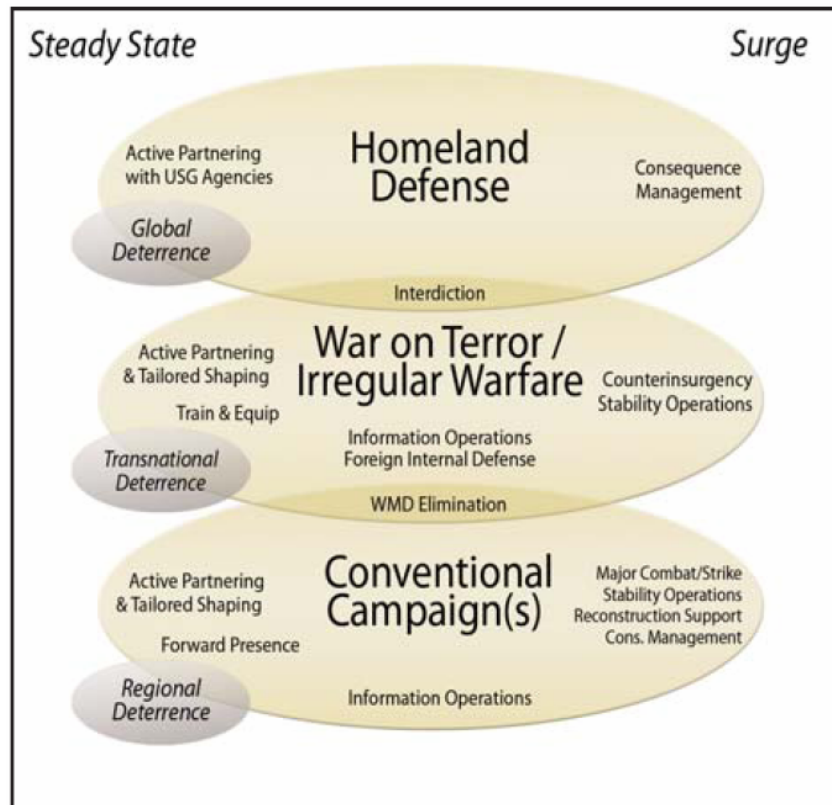 Steady State
Surge
Homeland
Defense
Active Partnering
with USG Agencies
Consequence
Management
Global
Deterrence
Interdiction
War on Terror /
Irregular Warfare
Active Partnering
& Tailored Shaping
Train & Equip
Counterinsurgency
Stability Operations
Information Operations
Foreign Internal Defense
Transnational
Deterrence
WMD Elimination
Conventional
Campaign(s)
Active Partnering
& Tailored Shaping
Forward Presence
Major Combat/Strike
Stability Operations
Reconstruction Support
Cons. Management
Regional
Deterrence
Information Operations